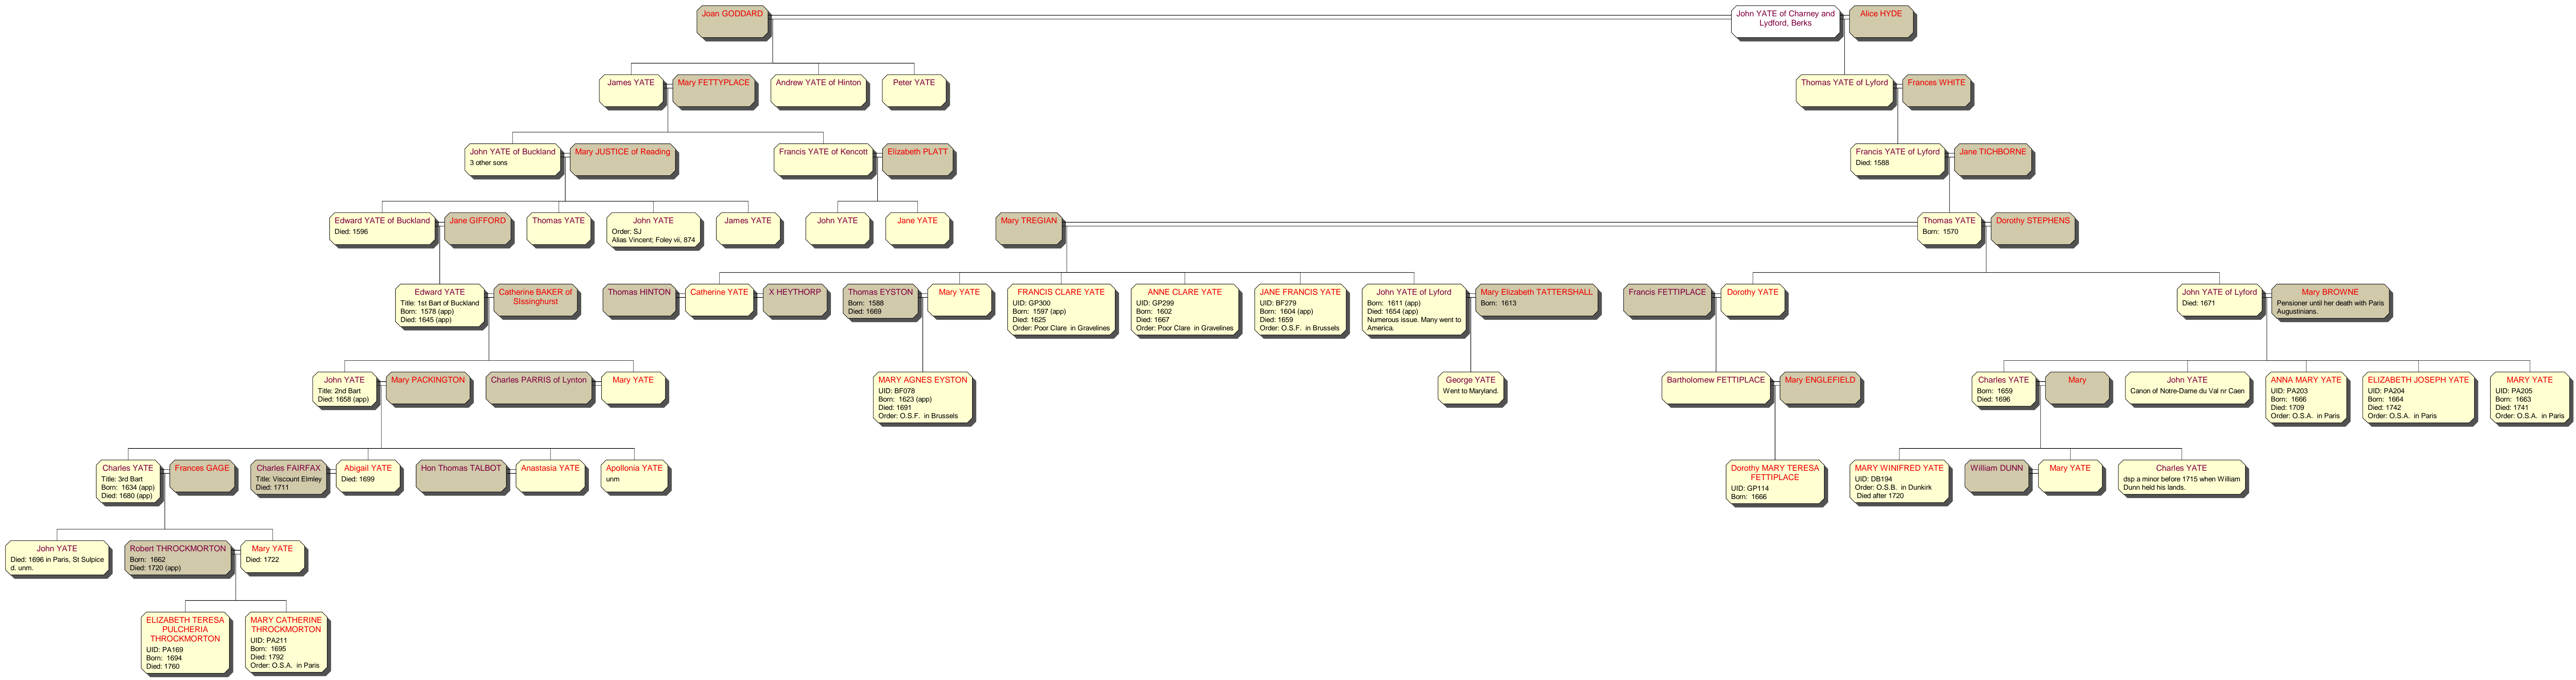 Joan GODDARD
John YATE of Charney and
Lydford, Berks
Alice HYDE
James YATE
Mary FETTYPLACE
Andrew YATE of Hinton
Peter YATE
Thomas YATE of Lyford
Frances WHITE
John YATE of Buckland
3 other sons
Mary JUSTICE of Reading
Francis YATE of Kencott
Elizabeth PLATT
Francis YATE of Lyford
Died: 1588
Jane TICHBORNE
Edward YATE of Buckland
Died: 1596
Jane GIFFORD
Thomas YATE
John YATE
Order: SJ
Alias Vincent; Foley vii, 874
James YATE
John YATE
Jane YATE
Mary TREGIAN
Thomas YATE
Born: 1570
Dorothy STEPHENS
Edward YATE
Title: 1st Bart of Buckland
Born: 1578 (app)
Died: 1645 (app)
Catherine BAKER of
SIssinghurst
Thomas HINTON
Catherine YATE
X HEYTHORP
Thomas EYSTON
Born: 1588
Died: 1669
Mary YATE
FRANCIS CLARE YATE
UID: GP300
Born: 1597 (app)
Died: 1625
Order: Poor Clare in Gravelines
ANNE CLARE YATE
UID: GP299
Born: 1602
Died: 1667
Order: Poor Clare in Gravelines
JANE FRANCIS YATE
UID: BF279
Born: 1604 (app)
Died: 1659
Order: O.S.F. in Brussels
John YATE of Lyford
Born: 1611 (app)
Died: 1654 (app)
Numerous issue. Many went to
America.
Mary Elizabeth TATTERSHALL
Born: 1613
Francis FETTIPLACE
Dorothy YATE
John YATE of Lyford
Died: 1671
Mary BROWNE
Pensioner until her death with Paris
Augustinians.
John YATE
Title: 2nd Bart
Died: 1658 (app)
Mary PACKINGTON
Charles PARRIS of Lynton
Mary YATE
MARY AGNES EYSTON
UID: BF078
Born: 1623 (app)
Died: 1691
Order: O.S.F. in Brussels
George YATE
Went to Maryland.
Bartholomew FETTIPLACE
Mary ENGLEFIELD
Charles YATE
Born: 1659
Died: 1696
Mary
John YATE
Canon of Notre-Dame du Val nr Caen
ANNA MARY YATE
UID: PA203
Born: 1666
Died: 1709
Order: O.S.A. in Paris
ELIZABETH JOSEPH YATE
UID: PA204
Born: 1664
Died: 1742
Order: O.S.A. in Paris
MARY YATE
UID: PA205
Born: 1663
Died: 1741
Order: O.S.A. in Paris
Charles YATE
Title: 3rd Bart
Born: 1634 (app)
Died: 1680 (app)
Frances GAGE
Charles FAIRFAX
Title: Viscount Elmley
Died: 1711
Abigail YATE
Died: 1699
Hon Thomas TALBOT
Anastasia YATE
Apollonia YATE
unm
Dorothy MARY TERESA
FETTIPLACE
UID: GP114
Born: 1666
MARY WINIFRED YATE
UID: DB194
Order: O.S.B. in Dunkirk
Died after 1720
William DUNN
Mary YATE
Charles YATE
dsp a minor before 1715 when William
Dunn held his lands.
John YATE
Died: 1696 in Paris, St Sulpice
d. unm.
Robert THROCKMORTON
Born: 1662
Died: 1720 (app)
Mary YATE
Died: 1722
ELIZABETH TERESA
PULCHERIA
THROCKMORTON
UID: PA169
Born: 1694
Died: 1760
MARY CATHERINE
THROCKMORTON
UID: PA211
Born: 1695
Died: 1792
Order: O.S.A. in Paris